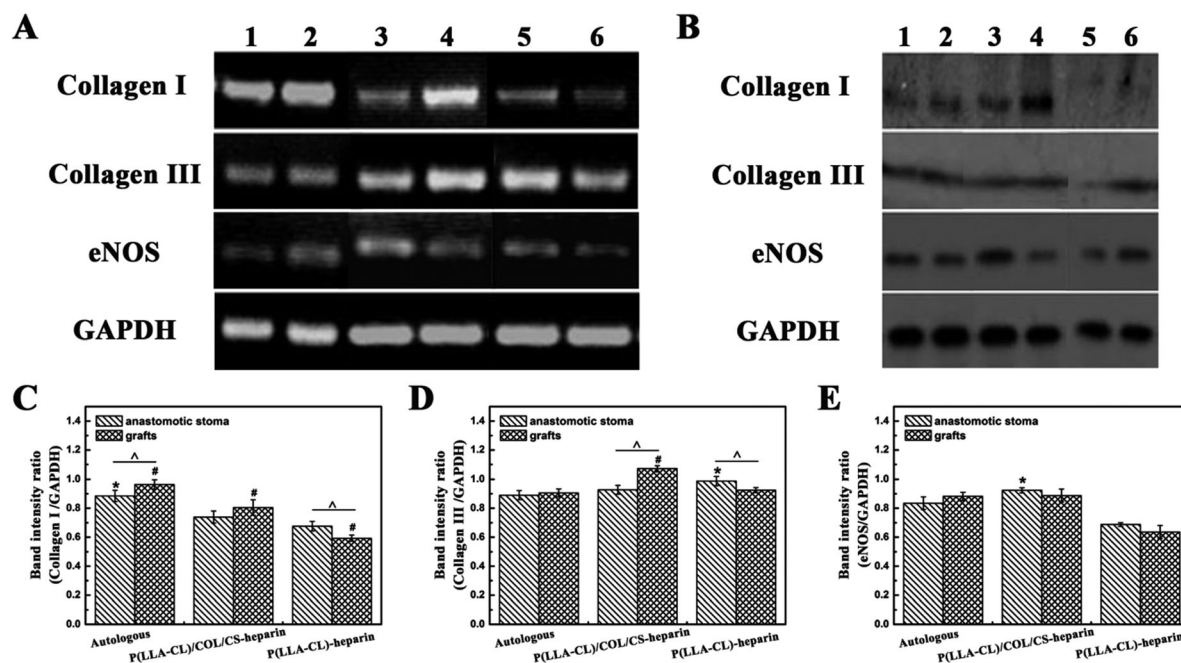 A
1 2 3 4 5 6
Collagen I
Collagen III
eNOS
GAPDH
B
1 2 3 4 5 6
Collagen I
Collagen III
eNOS
GAPDH
C
Band intensity ratio
(Collagen I /GAPDH)
1.4
1.2
1.0
0.8
0.6
0.4
0.2
0.0
anastomotic stoma
grafts
^
*
#
#
^
#
Autologous
P(LLA-CL)/COL/CS-heparin
P(LLA-CL)-heparin
D
Band intensity ratio
(Collagen III /GAPDH)
1.4
1.2
1.0
0.8
0.6
0.4
0.2
0.0
anastomotic stoma
grafts
^
#
^
*
Autologous
P(LLA-CL)/COL/CS-heparin
P(LLA-CL)-heparin
E
Band intensity ratio
(eNOS/GAPDH)
1.4
1.2
1.0
0.8
0.6
0.4
0.2
0.0
anastomotic stoma
grafts
*
Autologous
P(LLA-CL)/COL/CS-heparin
P(LLA-CL)-heparin